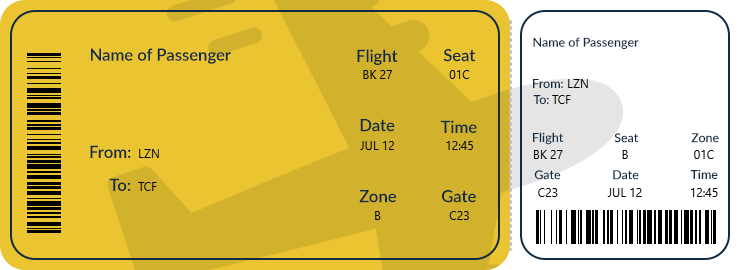 Name of Passenger
Flight Seat
BK 27 01C
Date Time
JUL 12 12:45
From: LZN
To: TCF
Zone Gate
B C23
Name of Passenger
From: LZN
To: TCF
Flight Seat Zone
BK 27 B 01C
Gate Date Time
C23 JUL 12 12:45